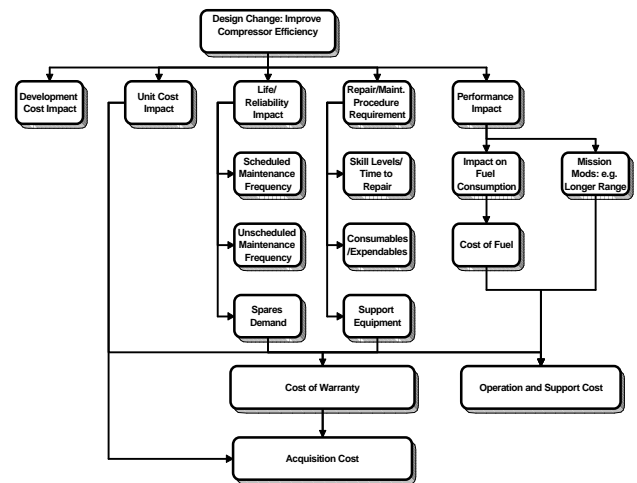 Design Change: Improve
Compressor Efficiency
Development
Cost Impact
Unit Cost
Impact
Life/
Reliability
Impact
Repair/Maint.
Procedure
Requirement
Performance
Impact
Scheduled
Maintenance
Frequency
Skill Levels/
Time to
Repair
Impact on
Fuel
Consumption
Mission
Mods: e.g.
Longer Range
Unscheduled
Maintenance
Frequency
Consumables
/Expendables
Cost of Fuel
Spares
Demand
Support
Equipment
Cost of Warranty
Operation and Support Cost
Acquisition Cost